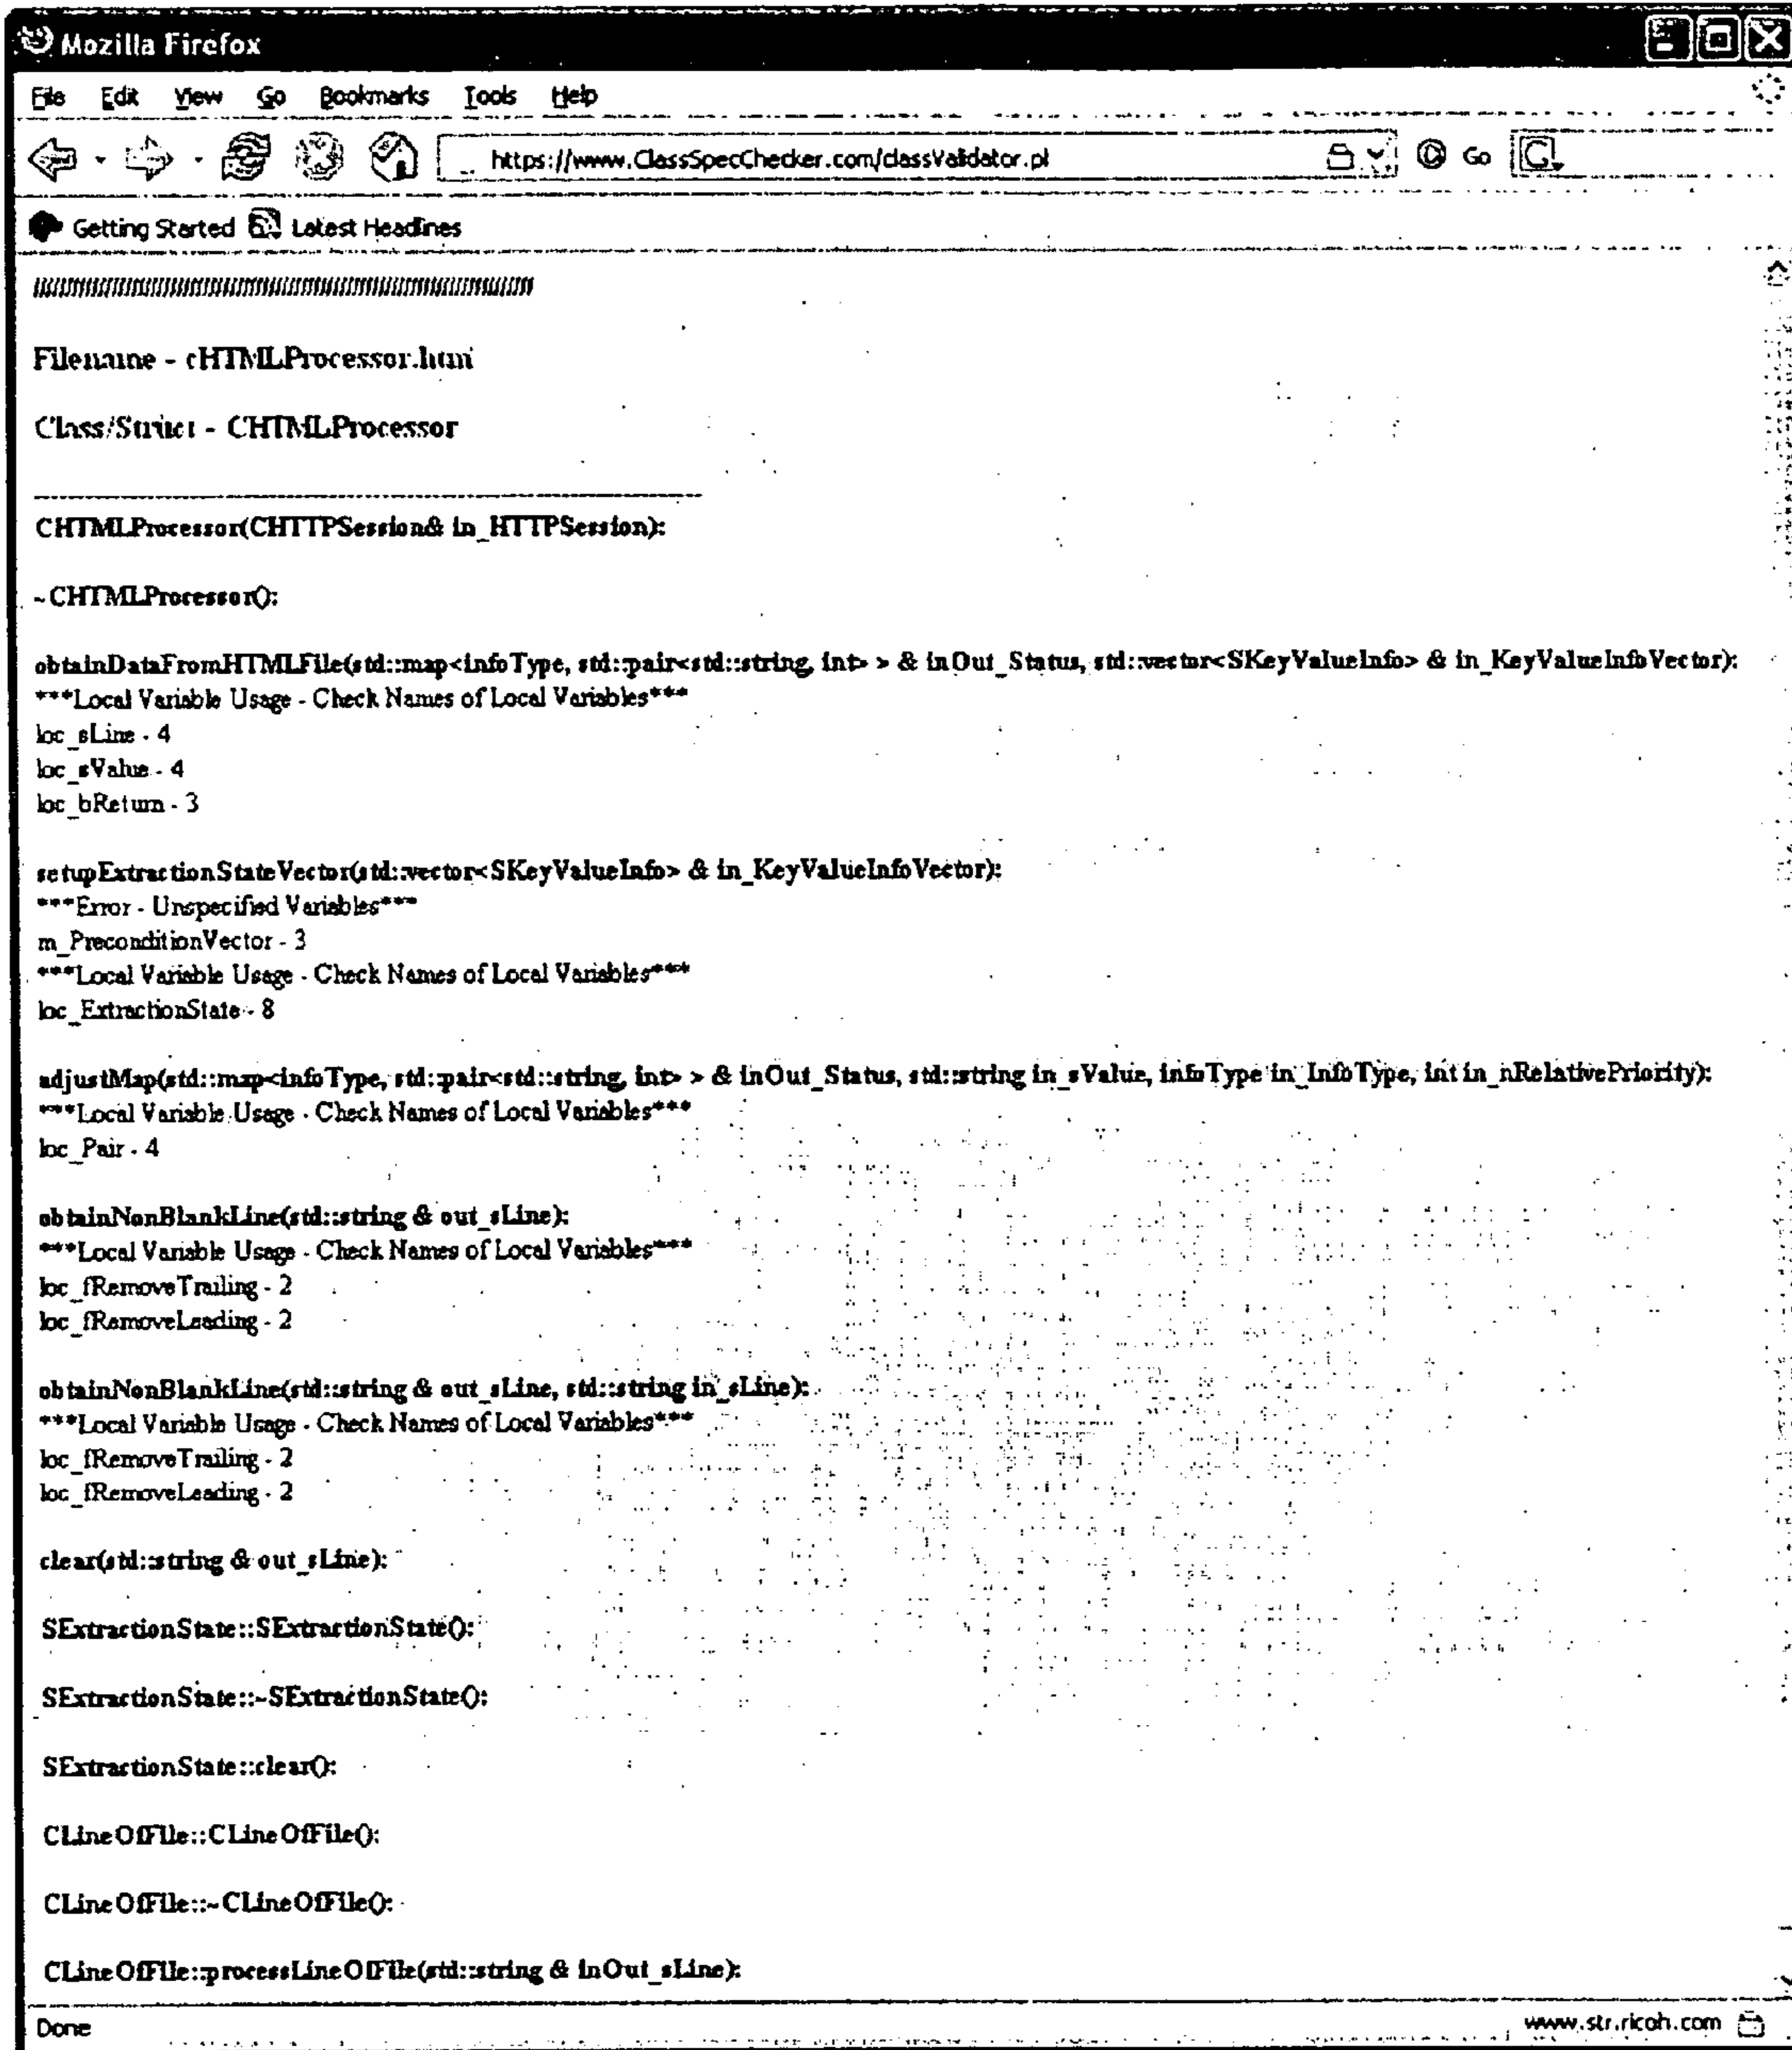 Mozilla Firefox
File Edit View Go Bookmarks Tools Help
https://www.ClassSpecChecker.com/classValidator.pl
Go
Getting Started Latest Headlines
Filename - cHTMLProcessor.htm
Class/Struct - CHTMLProcessor
CHTMLProcessor(CHTTPSession& in_HTTPSession):
~CHTMLProcessor():
obtainDataFromHTMLFile(std::map<infoType, std::pair<std::string, int> > & inOut_Status, std::vector<SKeyValueInfo> & in_KeyValueInfoVector):
***Local Variable Usage - Check Names of Local Variables***
loc_sLine - 4
loc_sValue - 4
loc_bReturn - 3
setupExtractionStateVector(std::vector<SKeyValueInfo> & in_KeyValueInfoVector):
***Error - Unspecified Variables***
m_PreconditionVector - 3
***Local Variable Usage - Check Names of Local Variables***
loc_ExtractionState - 8
adjustMap(std::map<infoType, std::pair<std::string, int> > & inOut_Status, std::string in_sValue, infoType in_InfoType, int in_nRelativePriority):
***Local Variable Usage - Check Names of Local Variables***
loc_Pair - 4
obtainNonBlankLine(std::string & out_sLine):
***Local Variable Usage - Check Names of Local Variables***
loc_fRemoveTrailing - 2
loc_fRemoveLeading - 2
obtainNonBlankLine(std::string & out_sLine, std::string in_sLine):
***Local Variable Usage - Check Names of Local Variables***
loc_fRemoveTrailing - 2
loc_fRemoveLeading - 2
clear(std::string & out_sLine):
SExtractionState::SExtractionState():
SExtractionState::~SExtractionState():
SExtractionState::clear():
CLineOfFile::CLineOfFile():
CLineOfFile::~CLineOfFile():
CLineOfFile::processLineOfFile(std::string & inOut_sLine):
Done www.str.ricoh.com